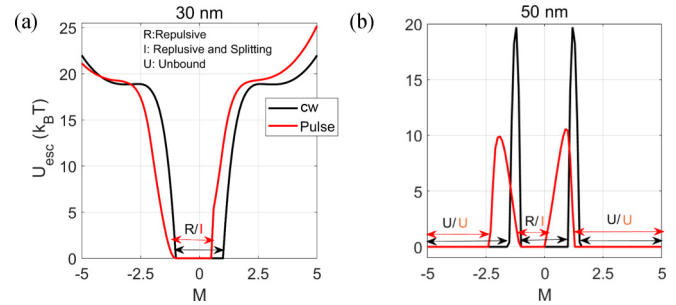 (a)
30 nm
R:Repulsive
I: Replusive and Splitting
U: Unbound
cw
Pulse
U_esc (k_B T)
25
20
15
10
5
0
R/I
-5 -2.5 0 2.5 5
M
(b)
50 nm
20
15
10
5
0
U/U
R/I
U/U
-5 -2.5 0 2.5 5
M